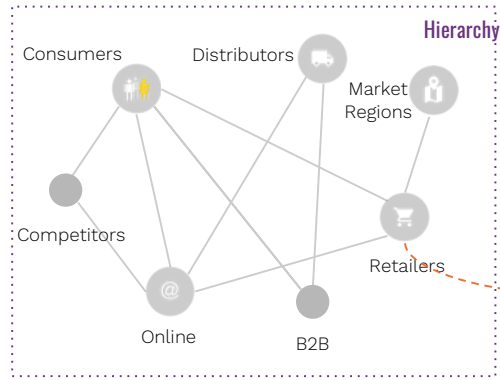 Hierarchy
Consumers
Distributors
Market
Regions
Competitors
Retailers
@
Online
B2B